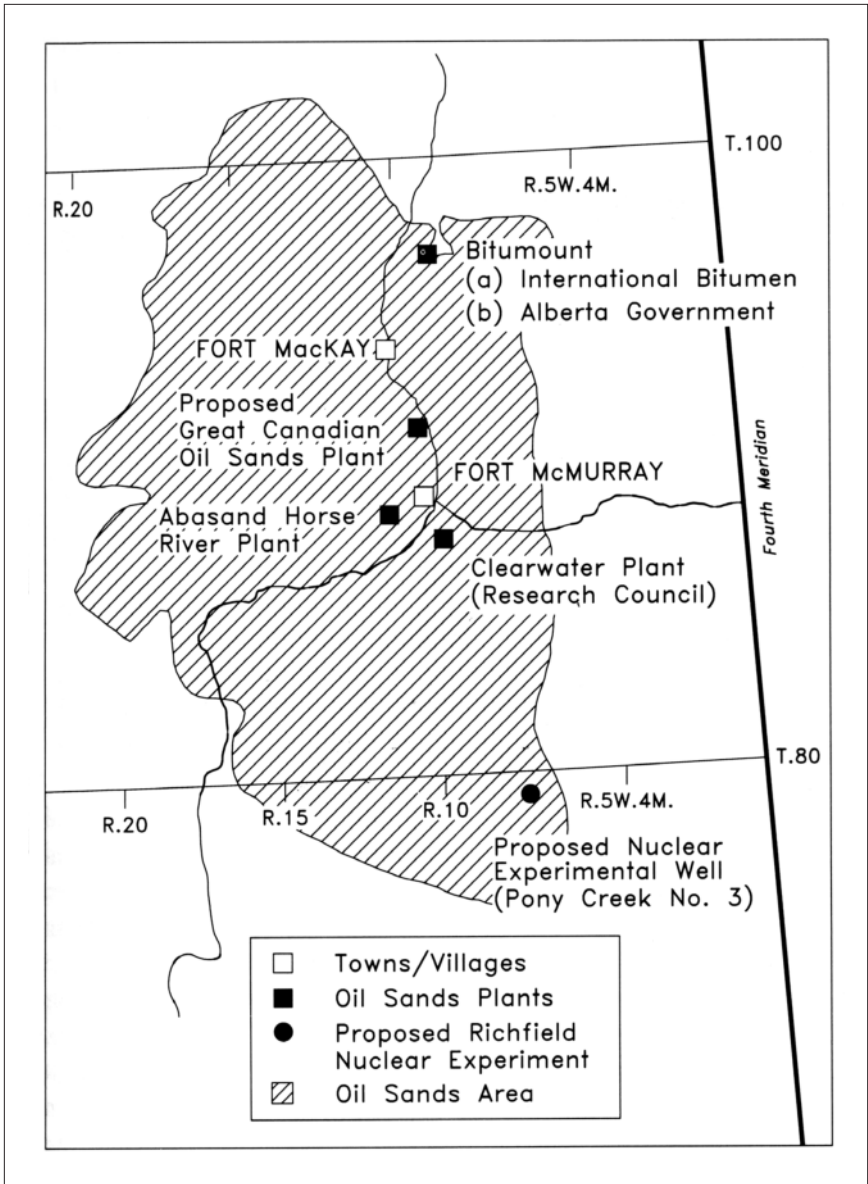 T.100
R.20
R.5W.4M.
Bitumount
(a) International Bitumen
(b) Alberta Government
FORT MacKAY
Proposed
Great Canadian
Oil Sands Plant
FORT McMURRAY
Fourth Meridian
Abasand Horse
River Plant
Clearwater Plant
(Research Council)
T.80
R.20
R.15
R.10
R.5W.4M.
Proposed Nuclear
Experimental Well
(Pony Creek No. 3)
Towns/Villages
Oil Sands Plants
Proposed Richfield
Nuclear Experiment
Oil Sands Area